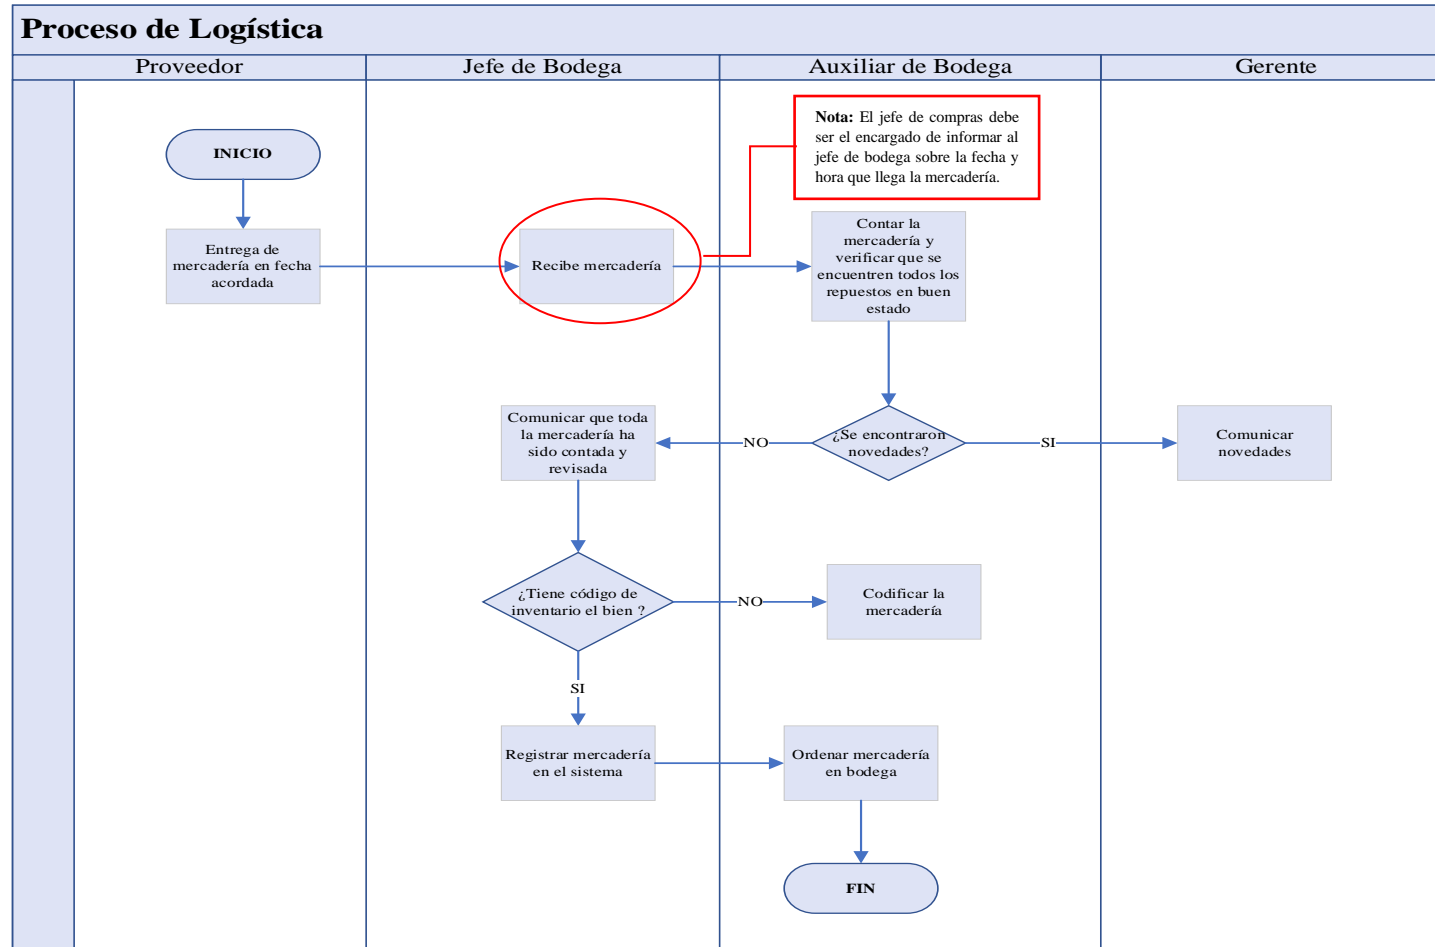 Proceso de Logística
Proveedor
Jefe de Bodega
Auxiliar de Bodega
Gerente
Nota: El jefe de compras debe
ser el encargado de informar al
jefe de bodega sobre la fecha y
hora que llega la mercadería.
INICIO
Entrega de
mercadería en fecha
acordada
Recibe mercadería
Contar la
mercadería y
verificar que se
encuentren todos los
repuestos en buen
estado
Comunicar que toda
la mercadería ha
sido contada y
revisada
NO
¿Se encontraron
novedades?
SI
Comunicar
novedades
¿Tiene código de
inventario el bien ?
NO
Codificar la
mercadería
SI
Registrar mercadería
en el sistema
Ordenar mercadería
en bodega
FIN